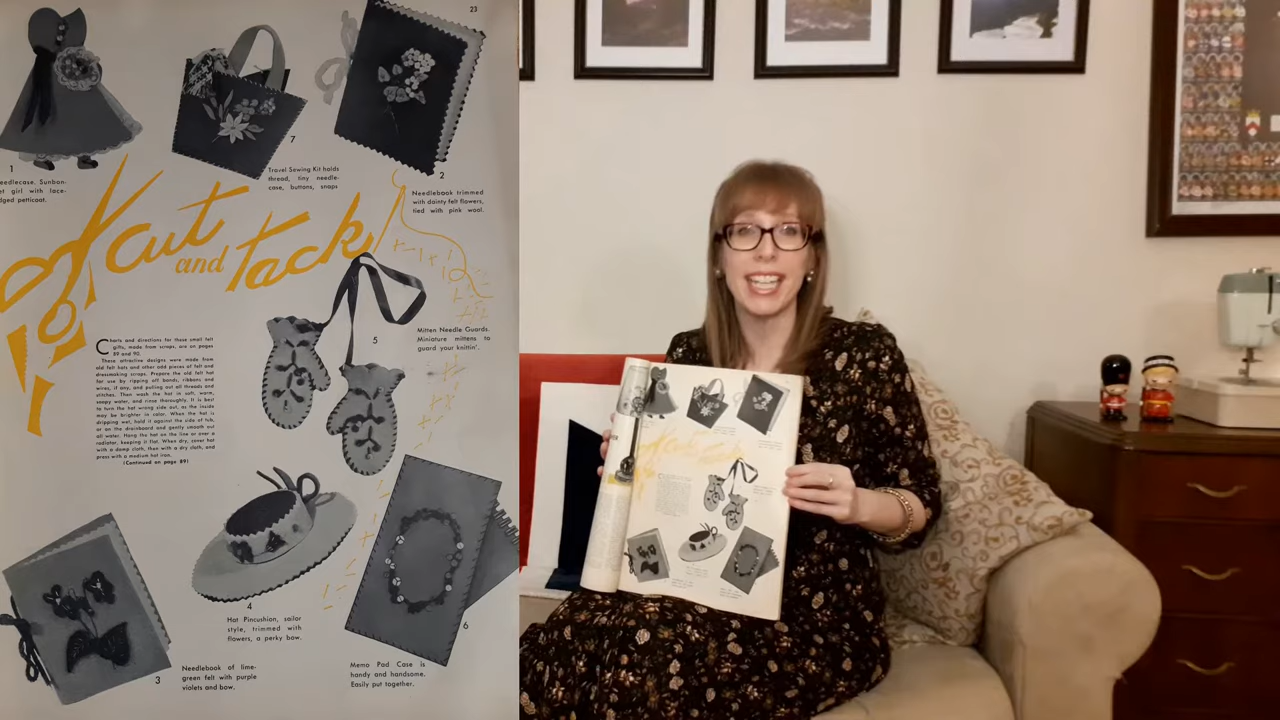 23
1
edlecase. Sunbon-
et girl with lace-
dged petticoat.
7
Travel Sewing Kit holds
thread, tiny needle-
case, buttons, snaps
2
Needlebook trimmed
with dainty felt flowers,
tied with pink wool.
cut
and tack
5
Mitten Needle Guards.
Miniature mittens to
guard your knittin'.
Charts and directions for these small felt
gifts, made from scraps, are on pages
89 and 90.
These attractive designs were made from
old felt hats and other odd pieces of felt and
dressmaking scraps. Prepare the old felt hat
for use by ripping off bands, ribbons and
wires, if any, and pulling out all threads and
stitches. Then wash the hat in soft, warm,
soapy water, and rinse thoroughly. It is best
to turn the hat wrong side out, as the inside
may be brighter in color. When the hat is
dripping wet, hold it against the side of tub,
or on the drainboard and gently smooth out
all water. Hang the hat on the line or over a
radiator, keeping it flat. When dry, cover hat
with a damp cloth, then with a dry cloth, and
press with a medium hot iron.
(Continued on page 89)
4
Hat Pincushion, sailor
style, trimmed with
flowers, a perky bow.
6
Memo Pad Case is
handy and handsome.
Easily put together.
3
Needlebook of lime-
green felt with purple
violets and bow.
cut
and tack